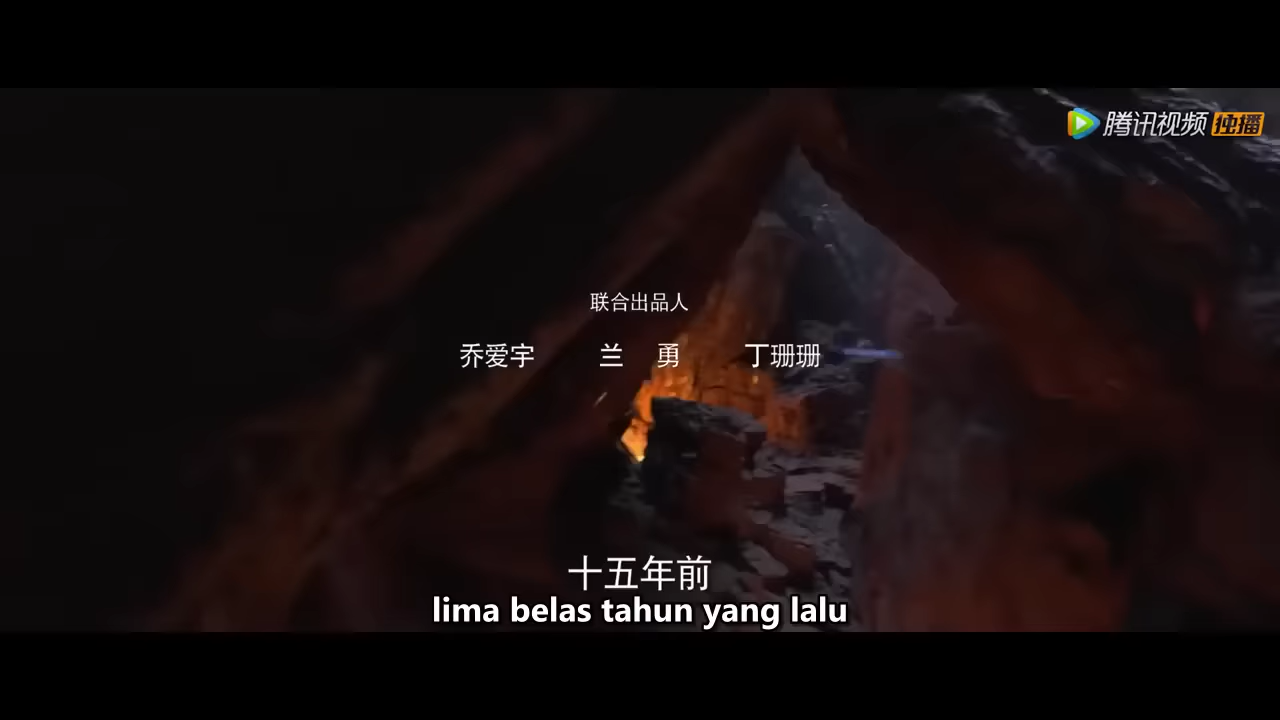 腾讯视频 独播
联合出品人
乔爱宇 兰 勇 丁珊珊
十五年前
lima belas tahun yang lalu